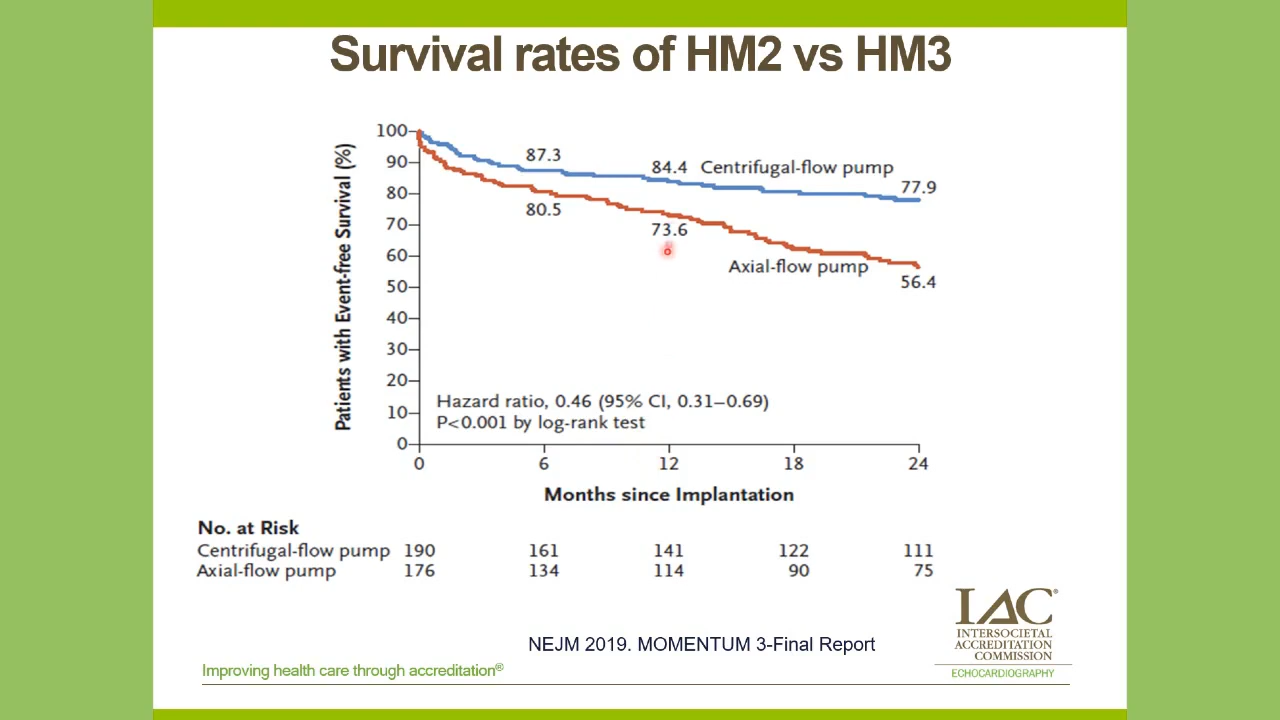 Survival rates of HM2 vs HM3
Patients with Event-free Survival (%)
100
90
80
70
60
50
40
30
20
10
0
87.3
84.4
Centrifugal-flow pump
77.9
80.5
73.6
Axial-flow pump
56.4
Hazard ratio, 0.46 (95% CI, 0.31–0.69)
P<0.001 by log-rank test
0 6 12 18 24
Months since Implantation
No. at Risk
Centrifugal-flow pump 190 161 141 122 111
Axial-flow pump 176 134 114 90 75
NEJM 2019. MOMENTUM 3-Final Report
Improving health care through accreditation®
IAC®
INTERSOCIETAL
ACCREDITATION
COMMISSION
ECHOCARDIOGRAPHY